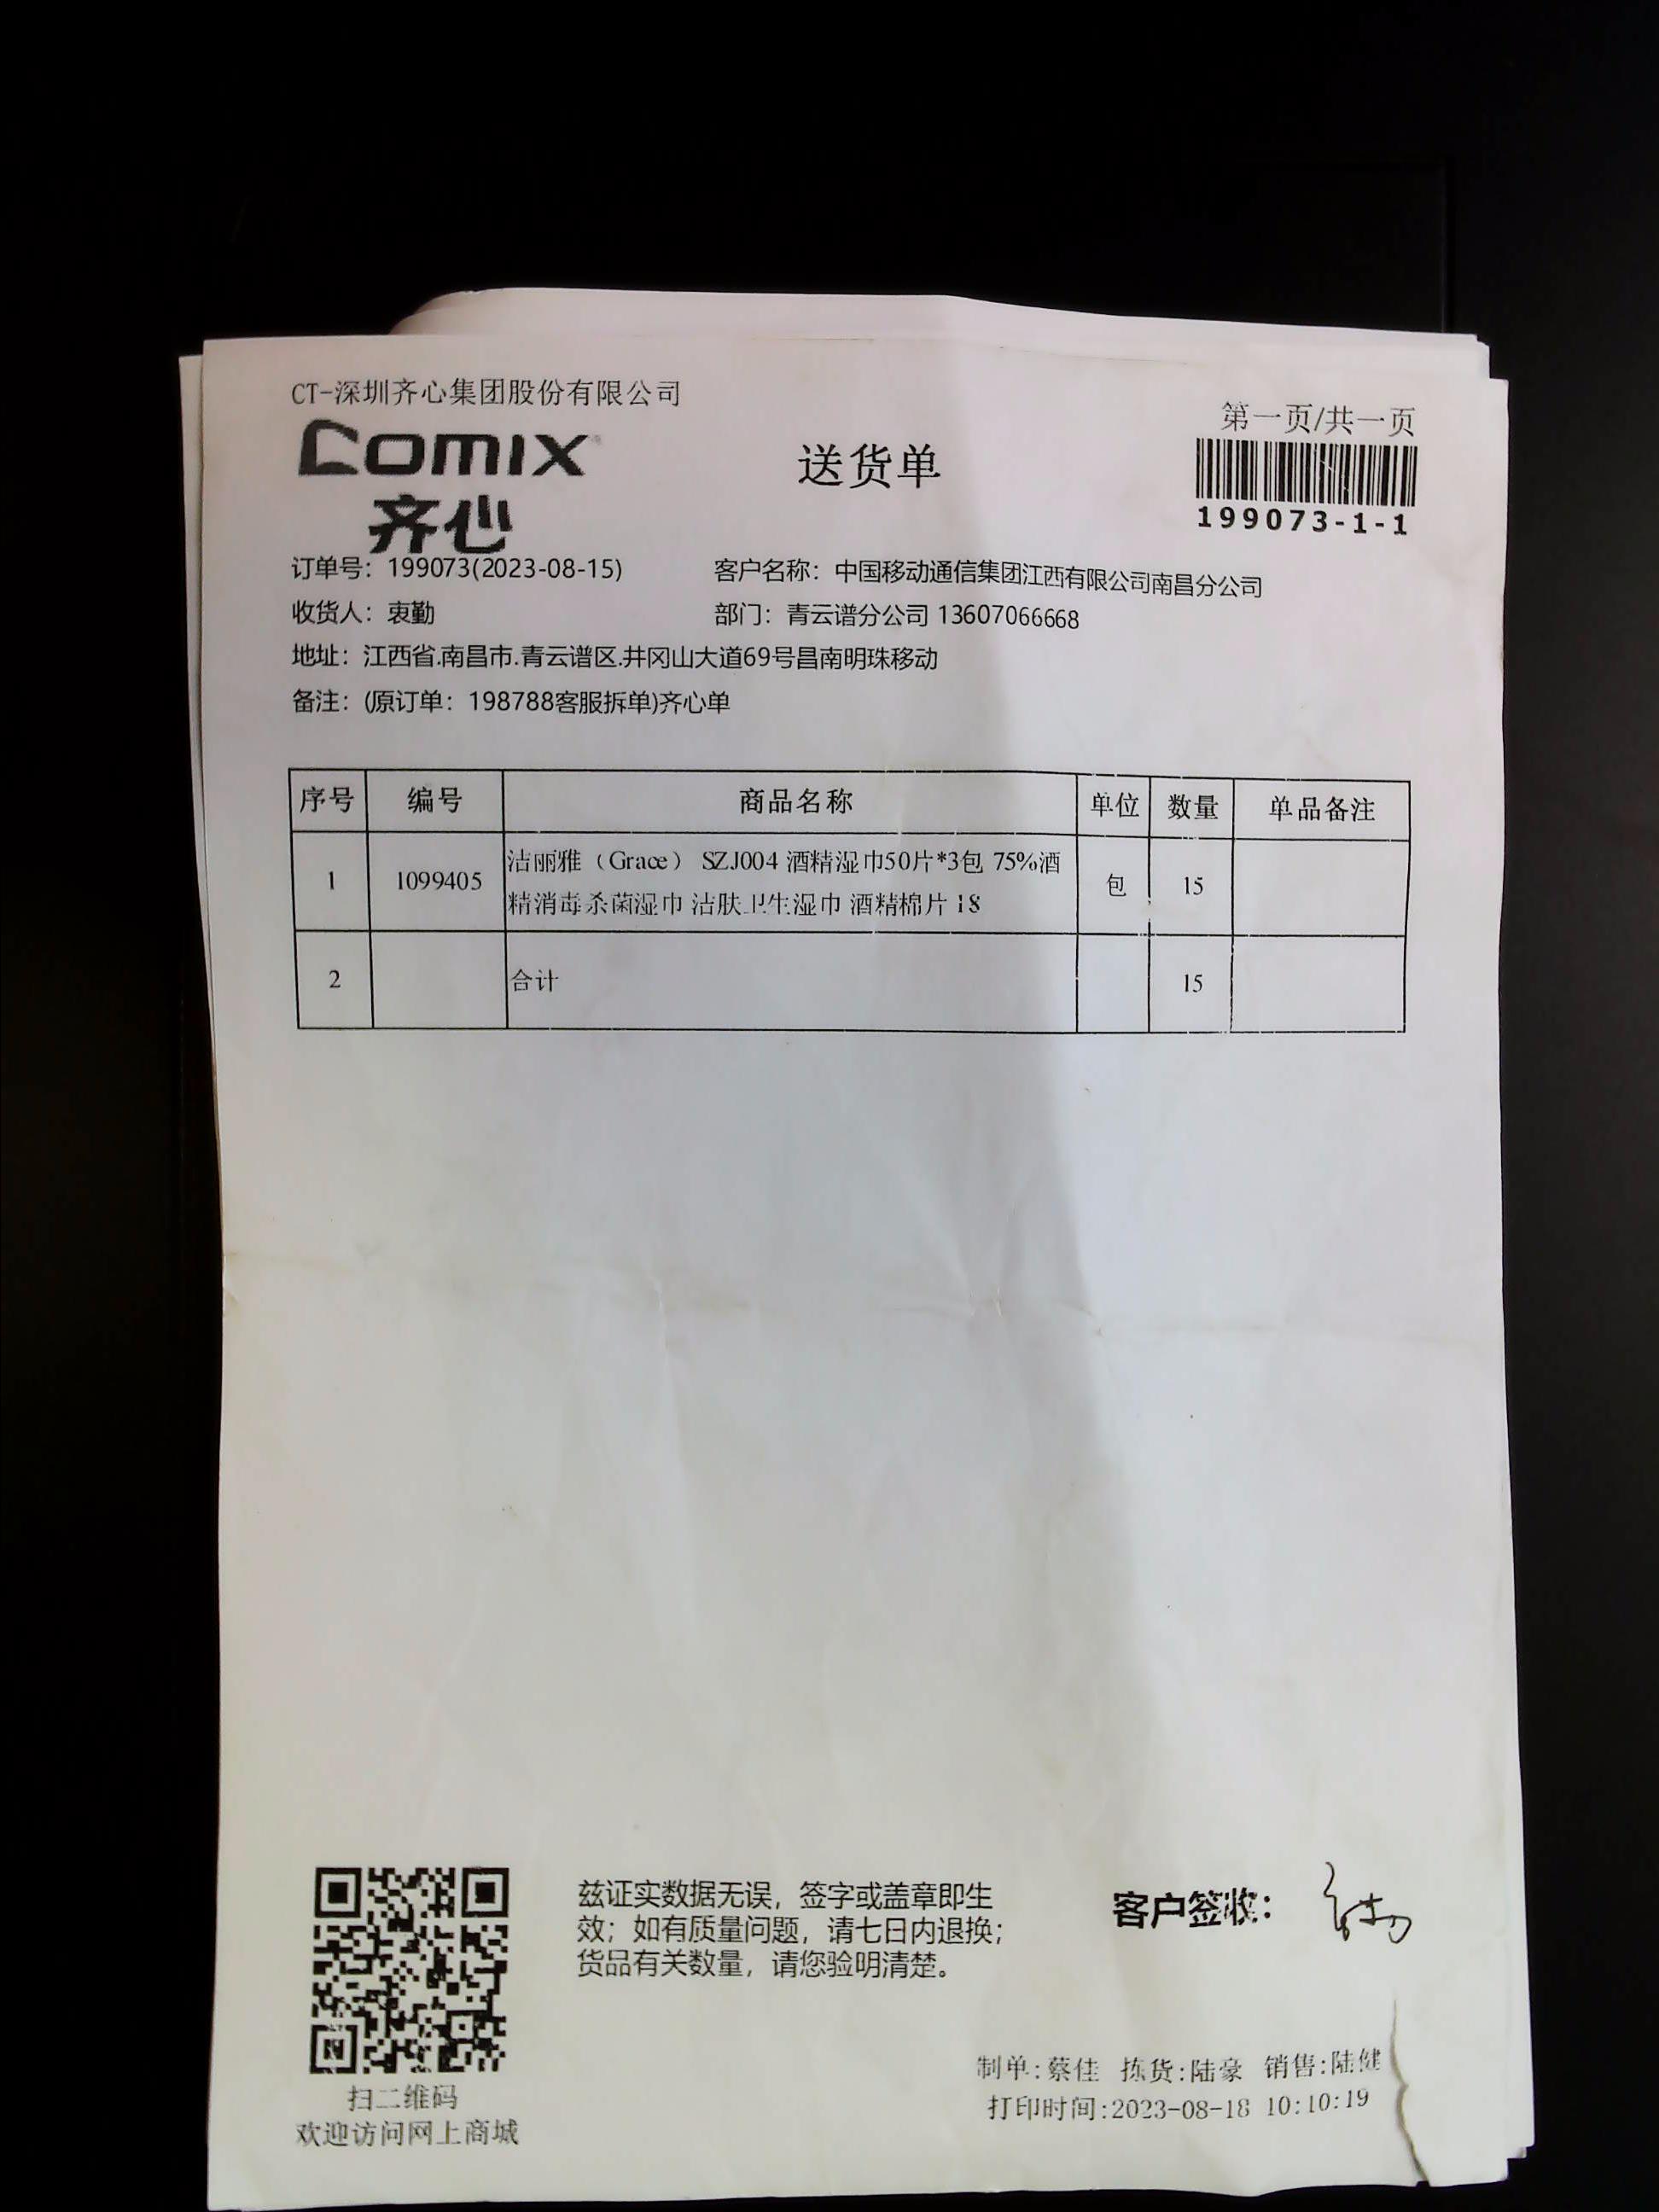 CT-深圳齐心集团股份有限公司
第一页/共一页
comix
齐心
送货单
199073-1-1
订单号：199073(2023-08-15) 客户名称：中国移动通信集团江西有限公司南昌分公司
收货人：衷勤 部门：青云谱分公司 13607066668
地址：江西省.南昌市.青云谱区.井冈山大道69号昌南明珠移动
备注：(原订单：198788客服拆单)齐心单
序号 编号 商品名称 单位 数量 单品备注
1 1099405 洁丽雅（Grace） SZJ004 酒精湿巾50片*3包 75%酒
精消毒杀菌湿巾 洁肤卫生湿巾 酒精棉片 18 包 15
2 合计 15
兹证实数据无误，签字或盖章即生
效；如有质量问题，请七日内退换；
货品有关数量，请您验明清楚。
客户签收：
扫二维码
欢迎访问网上商城
制单:蔡佳 拣货:陆豪 销售:陆健
打印时间:2023-08-18 10:10:19